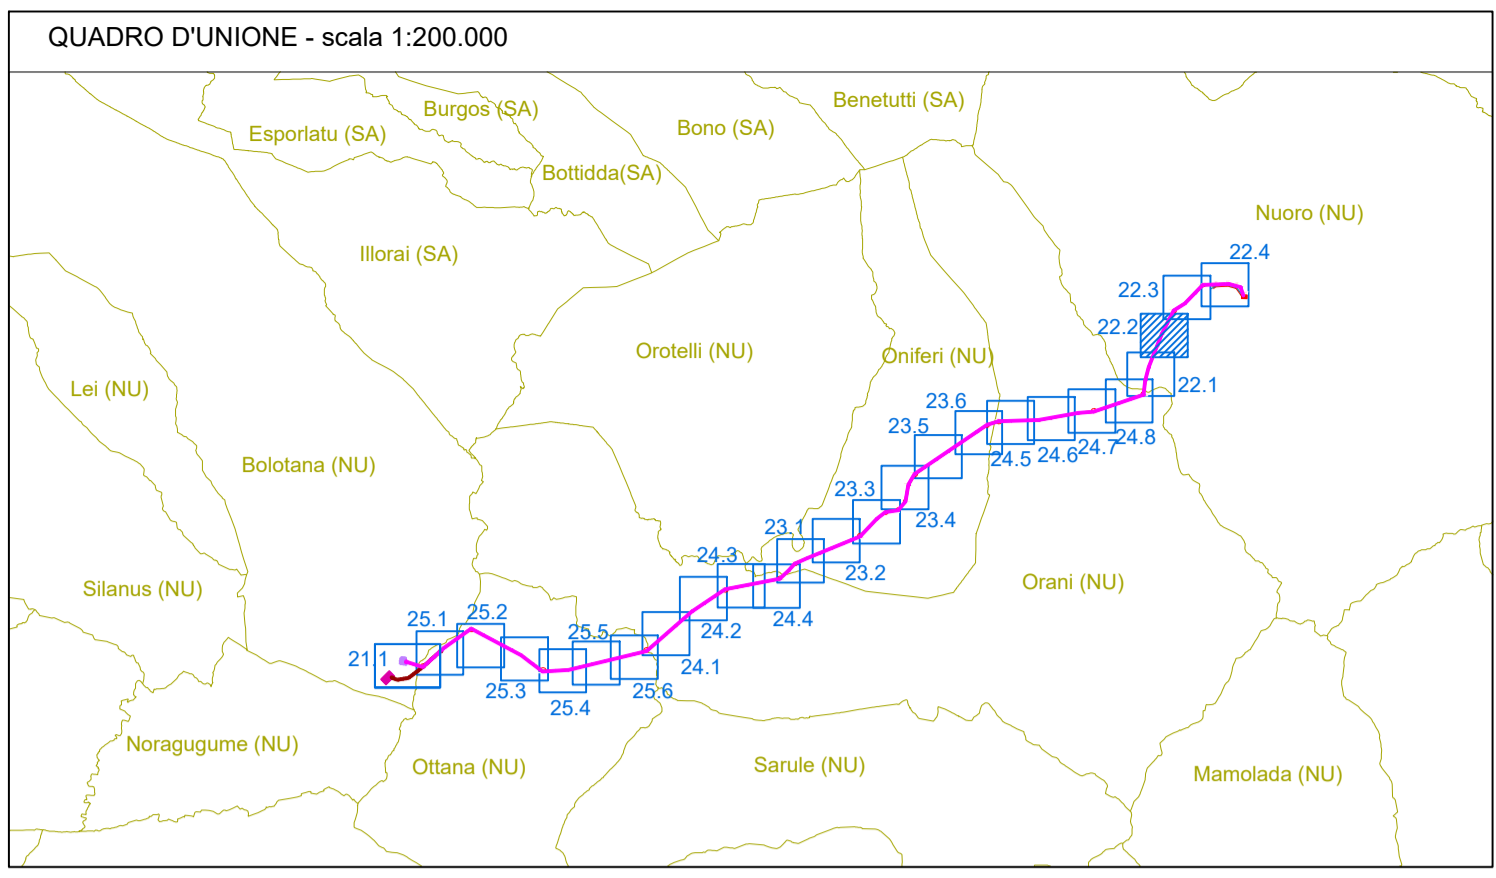 QUADRO D'UNIONE - scala 1:200.000
Benetutti (SA)
Burgos (SA)
Bono (SA)
Esporlatu (SA)
Bottidda(SA)
Nuoro (NU)
Illorai (SA)
22.4
22.3
22.2
Orotelli (NU)
Oniferi (NU)
Lei (NU)
22.1
23.6
23.5
24.8
24.7
24.6
24.5
Bolotana (NU)
23.3
23.4
23.1
24.3
23.2
Orani (NU)
Silanus (NU)
25.1
25.2
24.4
24.2
25.5
21.1
24.1
25.3
25.6
25.4
Noragugume (NU)
Ottana (NU)
Sarule (NU)
Mamolada (NU)